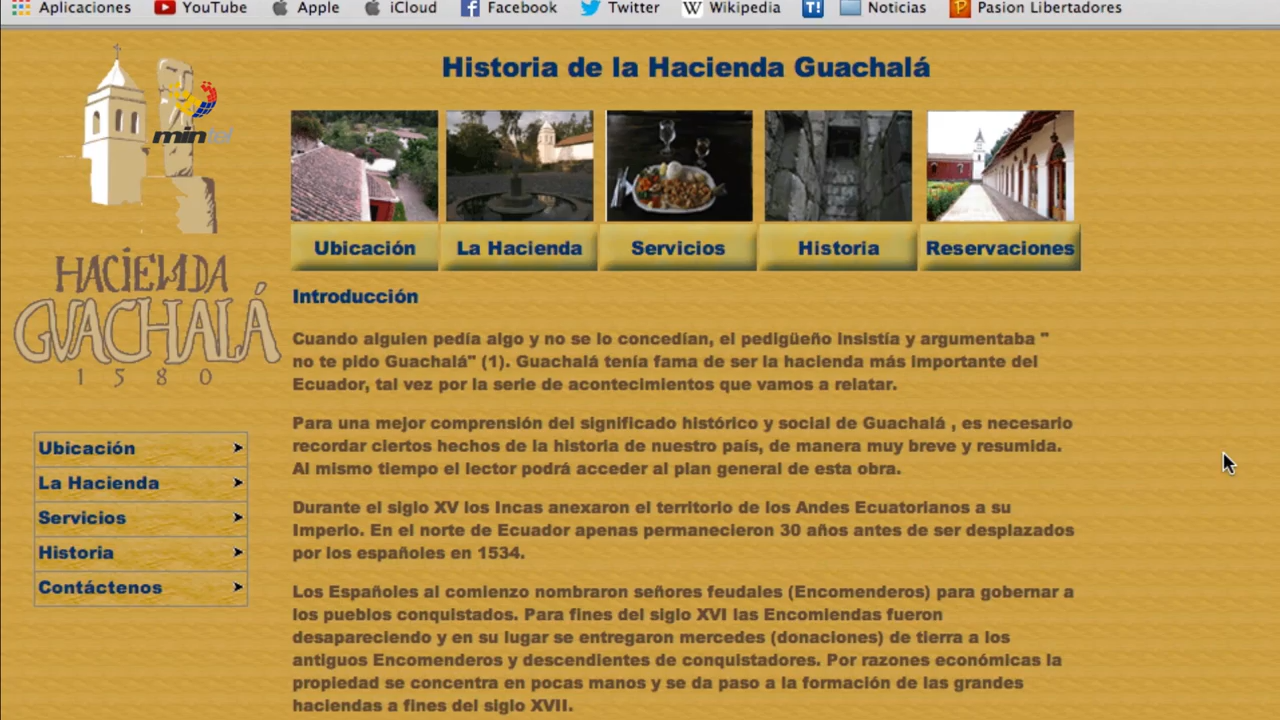 Aplicaciones YouTube Apple iCloud Facebook Twitter W Wikipedia T! Noticias P Pasion Libertadores
Historia de la Hacienda Guachalá
mintel
HACIENDA
GUACHALÁ
1580
Ubicación La Hacienda Servicios Historia Reservaciones
Introducción
Cuando alguien pedía algo y no se lo concedían, el pedigüeño insistía y argumentaba "
no te pido Guachalá" (1). Guachalá tenía fama de ser la hacienda más importante del
Ecuador, tal vez por la serie de acontecimientos que vamos a relatar.
Para una mejor comprensión del significado histórico y social de Guachalá , es necesario
recordar ciertos hechos de la historia de nuestro país, de manera muy breve y resumida.
Al mismo tiempo el lector podrá acceder al plan general de esta obra.
Durante el siglo XV los Incas anexaron el territorio de los Andes Ecuatorianos a su
Imperio. En el norte de Ecuador apenas permanecieron 30 años antes de ser desplazados
por los españoles en 1534.
Los Españoles al comienzo nombraron señores feudales (Encomenderos) para gobernar a
los pueblos conquistados. Para fines del siglo XVI las Encomiendas fueron
desapareciendo y en su lugar se entregaron mercedes (donaciones) de tierra a los
antiguos Encomenderos y descendientes de conquistadores. Por razones económicas la
propiedad se concentra en pocas manos y se da paso a la formación de las grandes
haciendas a fines del siglo XVII.
Ubicación
La Hacienda
Servicios
Historia
Contáctenos